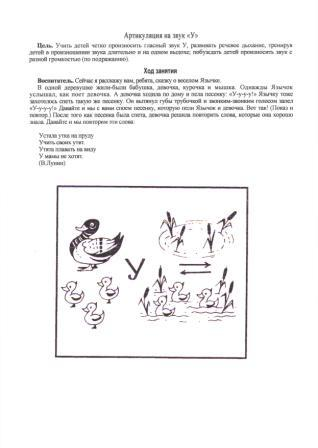 Артикуляция на звук «У»
Цель. Учить детей четко произносить гласный звук У, развивать речевое дыхание, тренируя
детей в произношении звука длительно и на одном выдохе; побуждать детей произносить звук с
разной громкостью (по подражанию).
Ход занятия
Воспитатель. Сейчас я расскажу вам, ребята, сказку о веселом Язычке.
В одной деревушке жили-были бабушка, девочка, курочка и мышка. Однажды Язычок
услышал, как поет девочка. А девочка ходила по дому и пела песенку: «У-у-у-у!» Язычку тоже
захотелось спеть такую же песенку. Он вытянул губы трубочкой и звонким-звонким голосом запел
«У-у-у-у!» Давайте и мы с вами споем песенку, которую пели Язычок и девочка. Вот так! (Показ и
повтор.) После того как песенка была спета, девочка решила повторить слова, которые она хорошо
знала. Давайте и мы повторим эти слова:
Устала утка на пруду
Учить своих утят.
Утята плавать на виду
У мамы не хотят.
(В.Лунин)
У